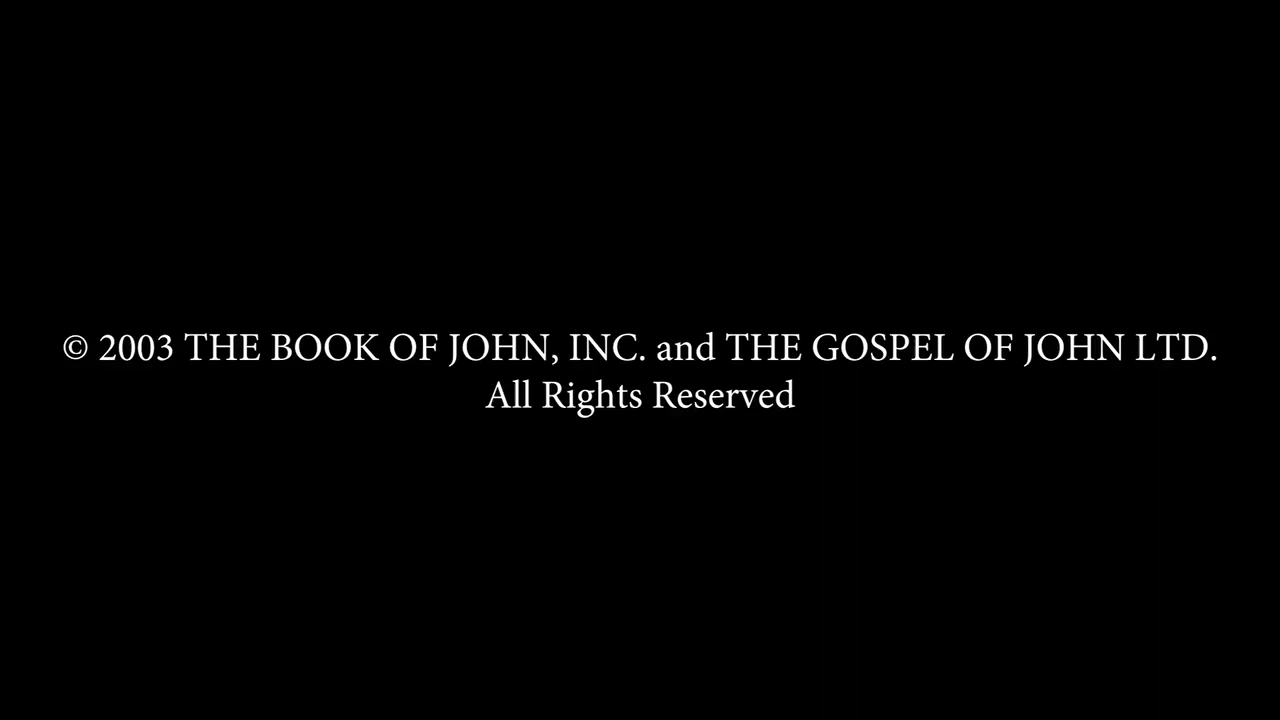 © 2003 THE BOOK OF JOHN, INC. and THE GOSPEL OF JOHN LTD.
All Rights Reserved